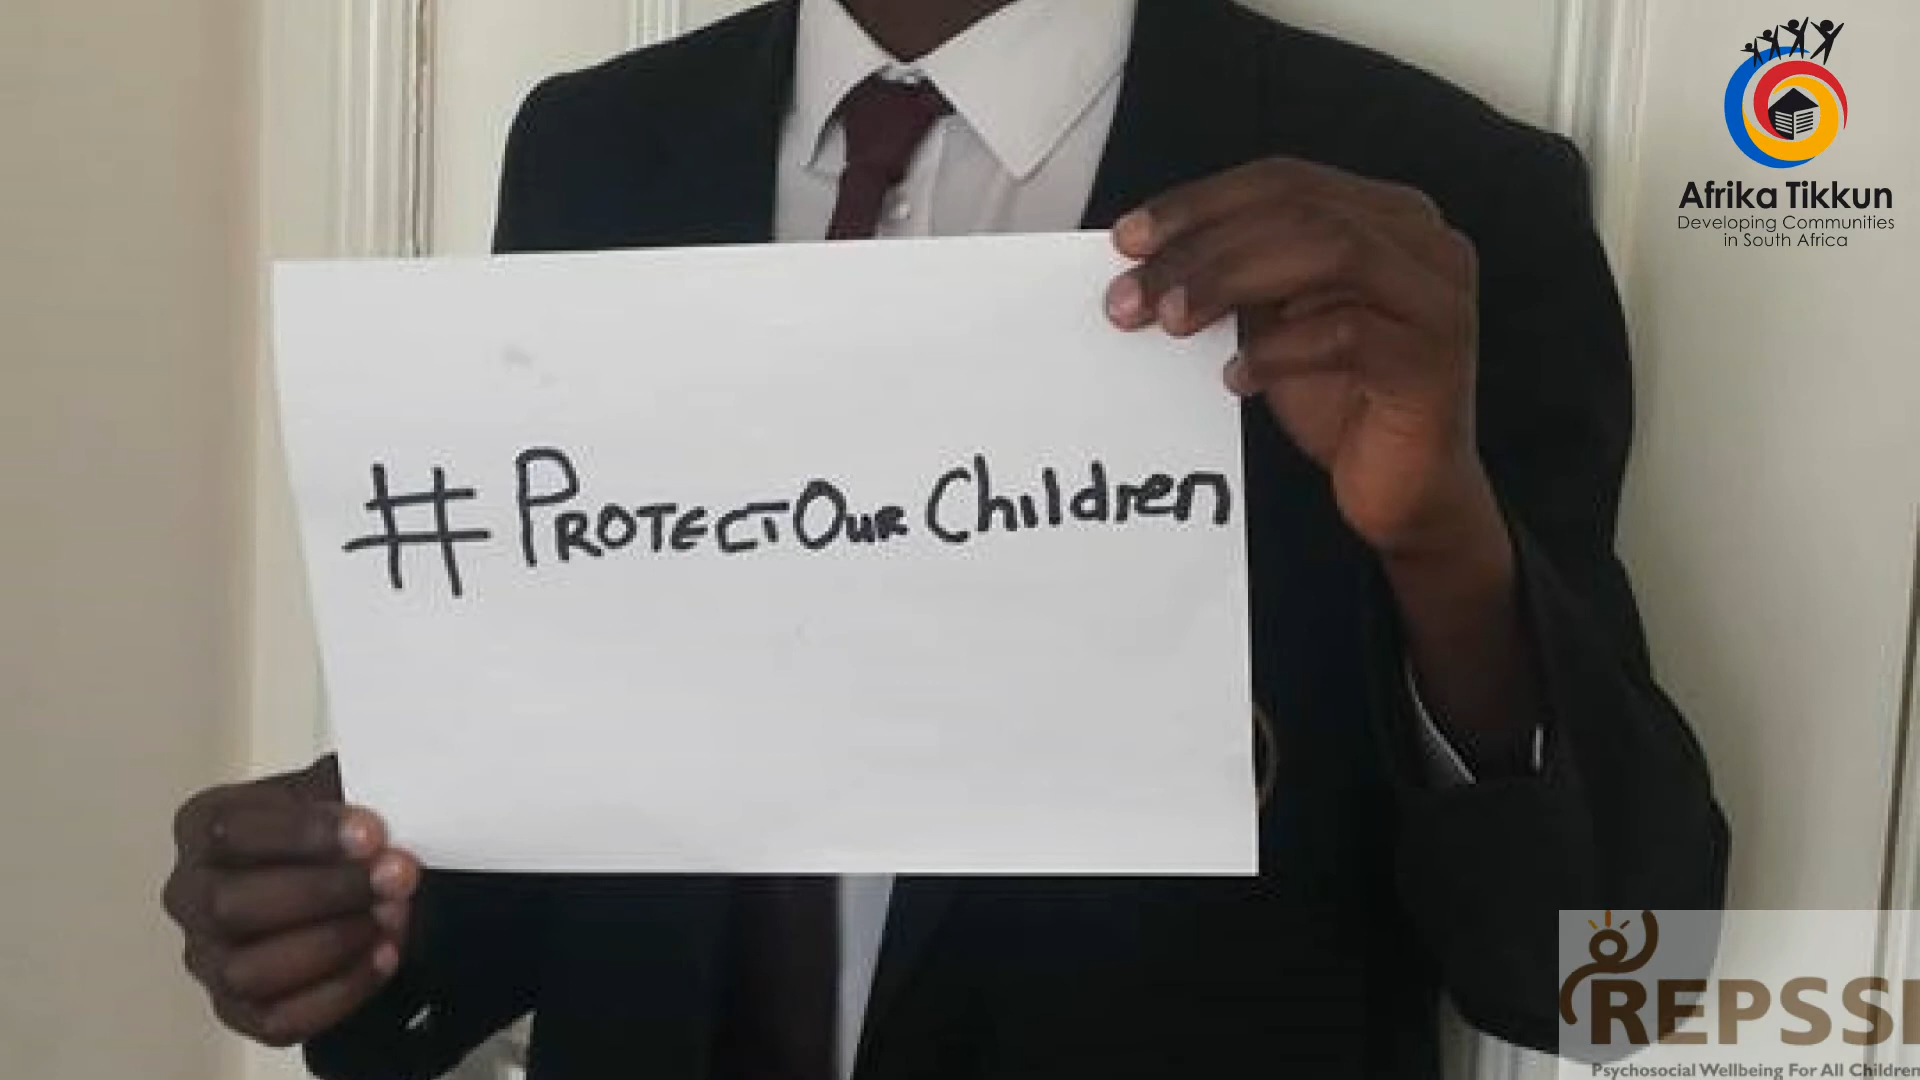 Afrika Tikkun
Developing Communities
in South Africa
#PROTECTOURChildren
REPSSI
Psychosocial Wellbeing For All Children